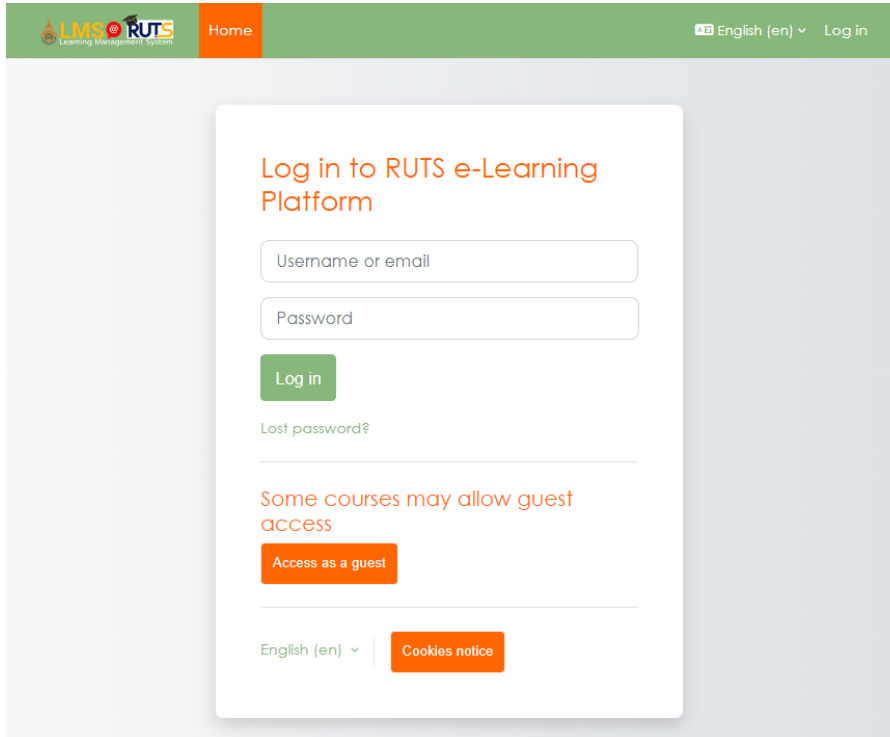 LMS@RUTS
Learning Management System
Home
English (en)
Log in
Log in to RUTS e-Learning
Platform
Username or email
Password
Log in
Lost password?
Some courses may allow guest
access
Access as a guest
English (en)
Cookies notice